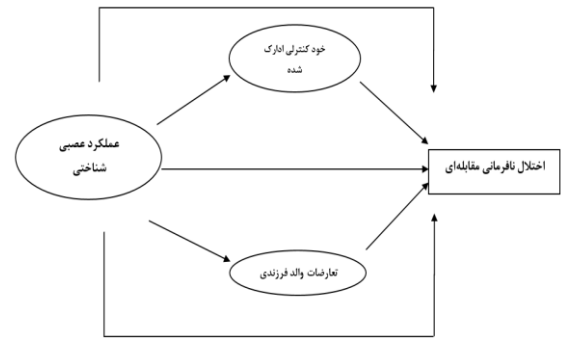 خود کنترلی ادارک
شده
عملکرد عصبی
شناختی
اختلال نافرمانی مقابله‌ای
تعارضات والد فرزندی